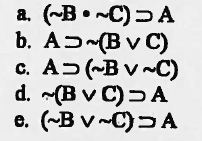 a. (~B • ~C) ⊃ A
b. A ⊃ ~(B ∨ C)
c. A ⊃ (~B ∨ ~C)
d. ~(B ∨ C) ⊃ A
e. (~B ∨ ~C) ⊃ A